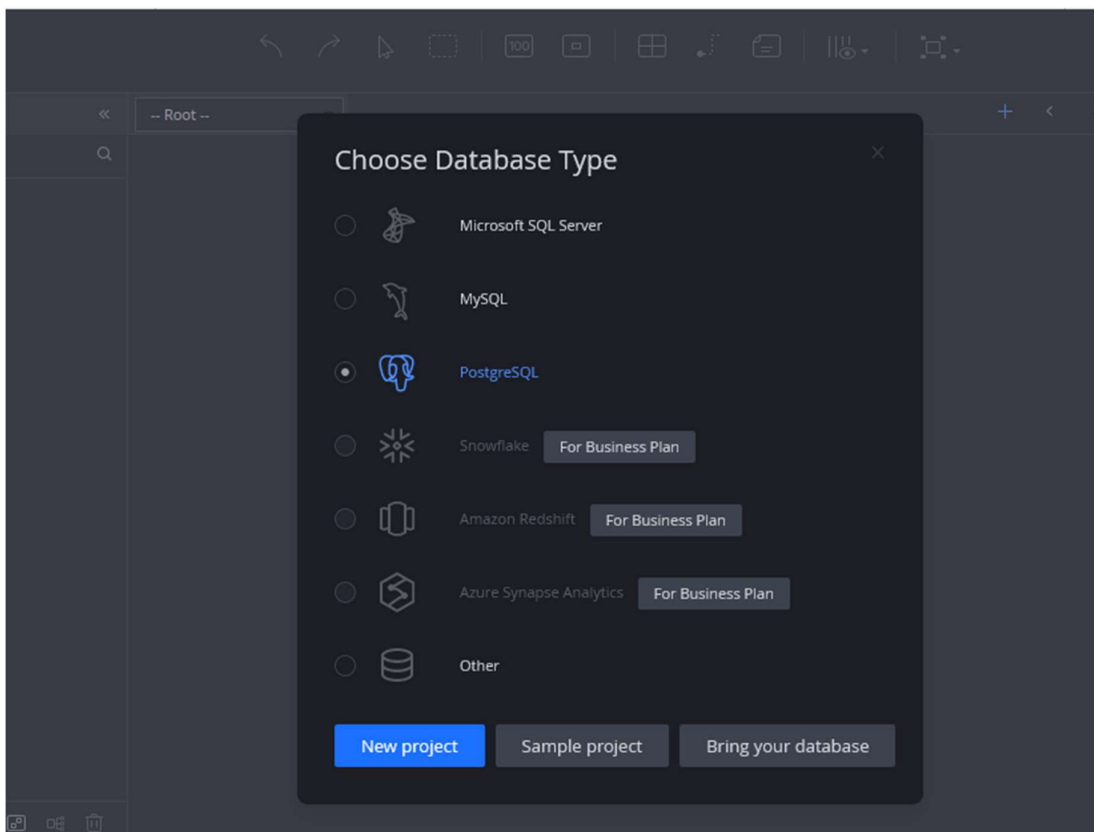 100
-- Root --
Choose Database Type
Microsoft SQL Server
MySQL
PostgreSQL
Snowflake For Business Plan
Amazon Redshift For Business Plan
Azure Synapse Analytics For Business Plan
Other
New project Sample project Bring your database